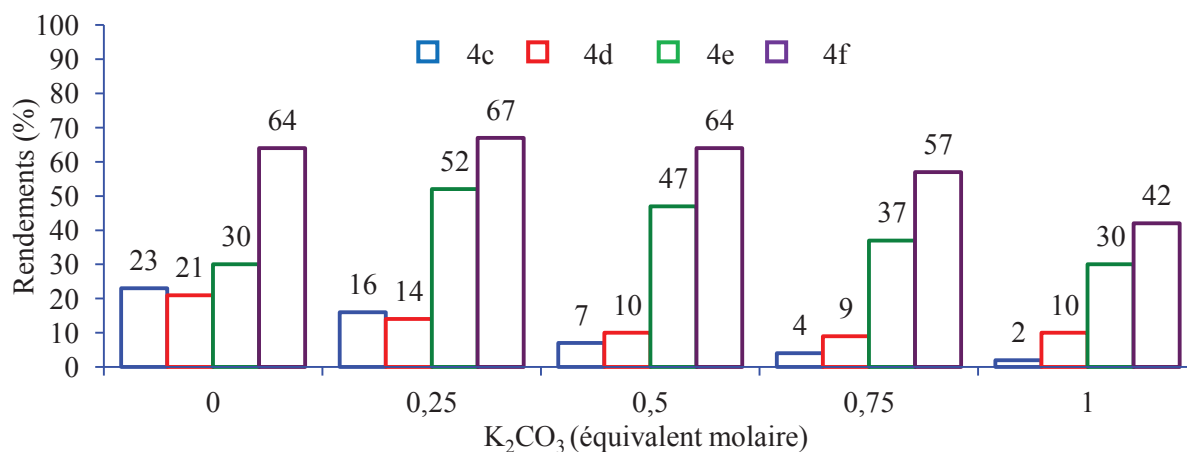 Rendements (%)
100
90
80
70
60
50
40
30
20
10
0
4c 4d 4e 4f
23 21 30 64
16 14 52 67
7 10 47 64
4 9 37 57
2 10 30 42
0 0,25 0,5 0,75 1
K₂CO₃ (équivalent molaire)